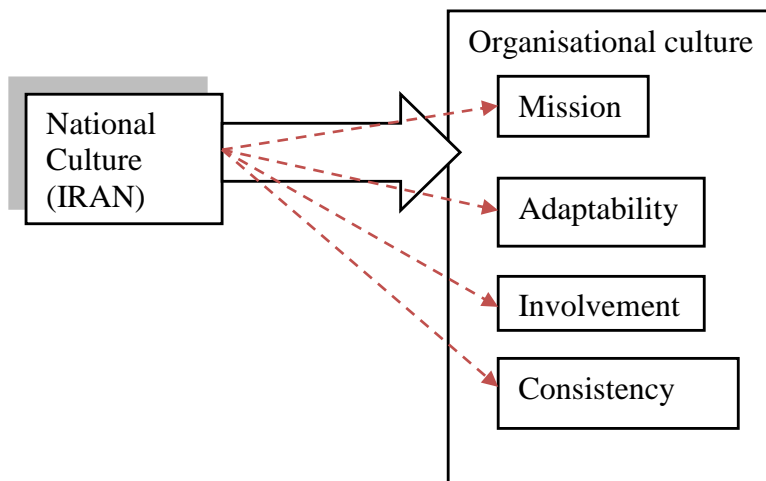 Organisational culture
National
Culture
(IRAN)
Mission
Adaptability
Involvement
Consistency